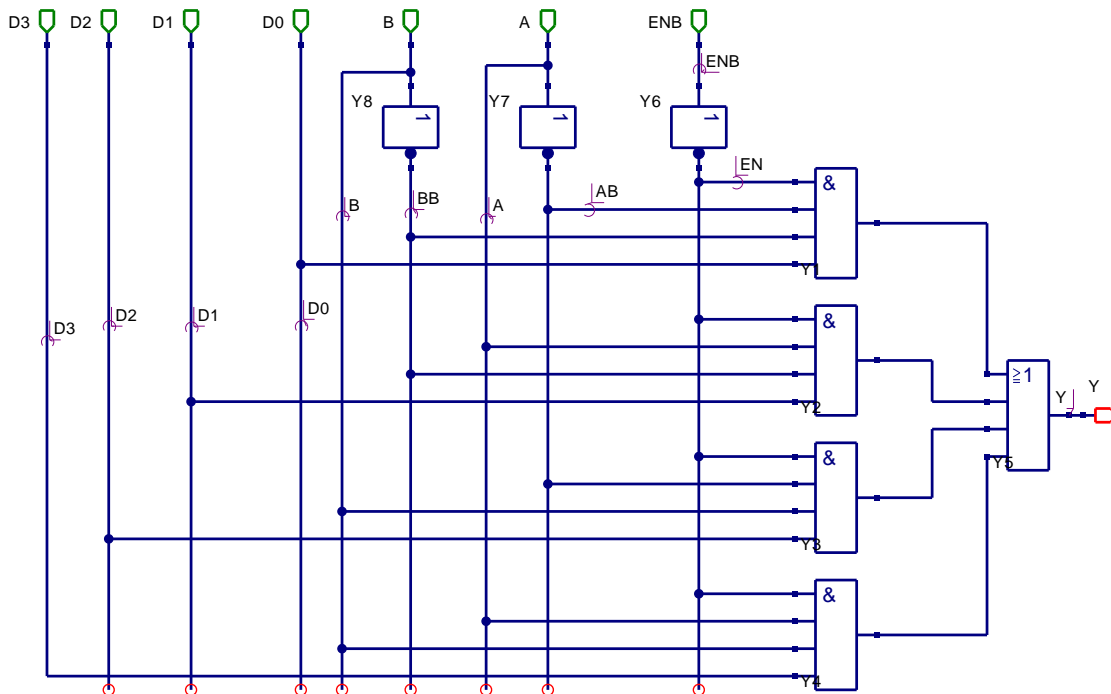 D3 D2 D1 D0 B A ENB
ENB
Y8 Y7 Y6
1 1 1
EN
&
AB
B BB A
Y1
D3 D2 D1 D0
&
Y2
≥1
Y Y
&
Y5
Y3
&
Y4